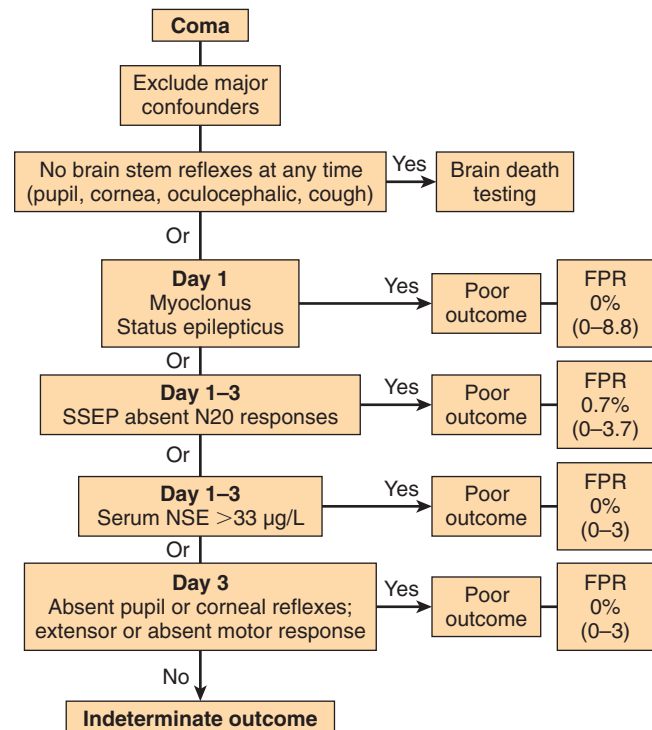 Coma
Exclude major
confounders
No brain stem reflexes at any time
(pupil, cornea, oculocephalic, cough)
Yes
Brain death
testing
Or
Day 1
Myoclonus
Status epilepticus
Yes
Poor
outcome
FPR
0%
(0–8.8)
Or
Day 1–3
SSEP absent N20 responses
Yes
Poor
outcome
FPR
0.7%
(0–3.7)
Or
Day 1–3
Serum NSE >33 μg/L
Yes
Poor
outcome
FPR
0%
(0–3)
Or
Day 3
Absent pupil or corneal reflexes;
extensor or absent motor response
Yes
Poor
outcome
FPR
0%
(0–3)
No
Indeterminate outcome